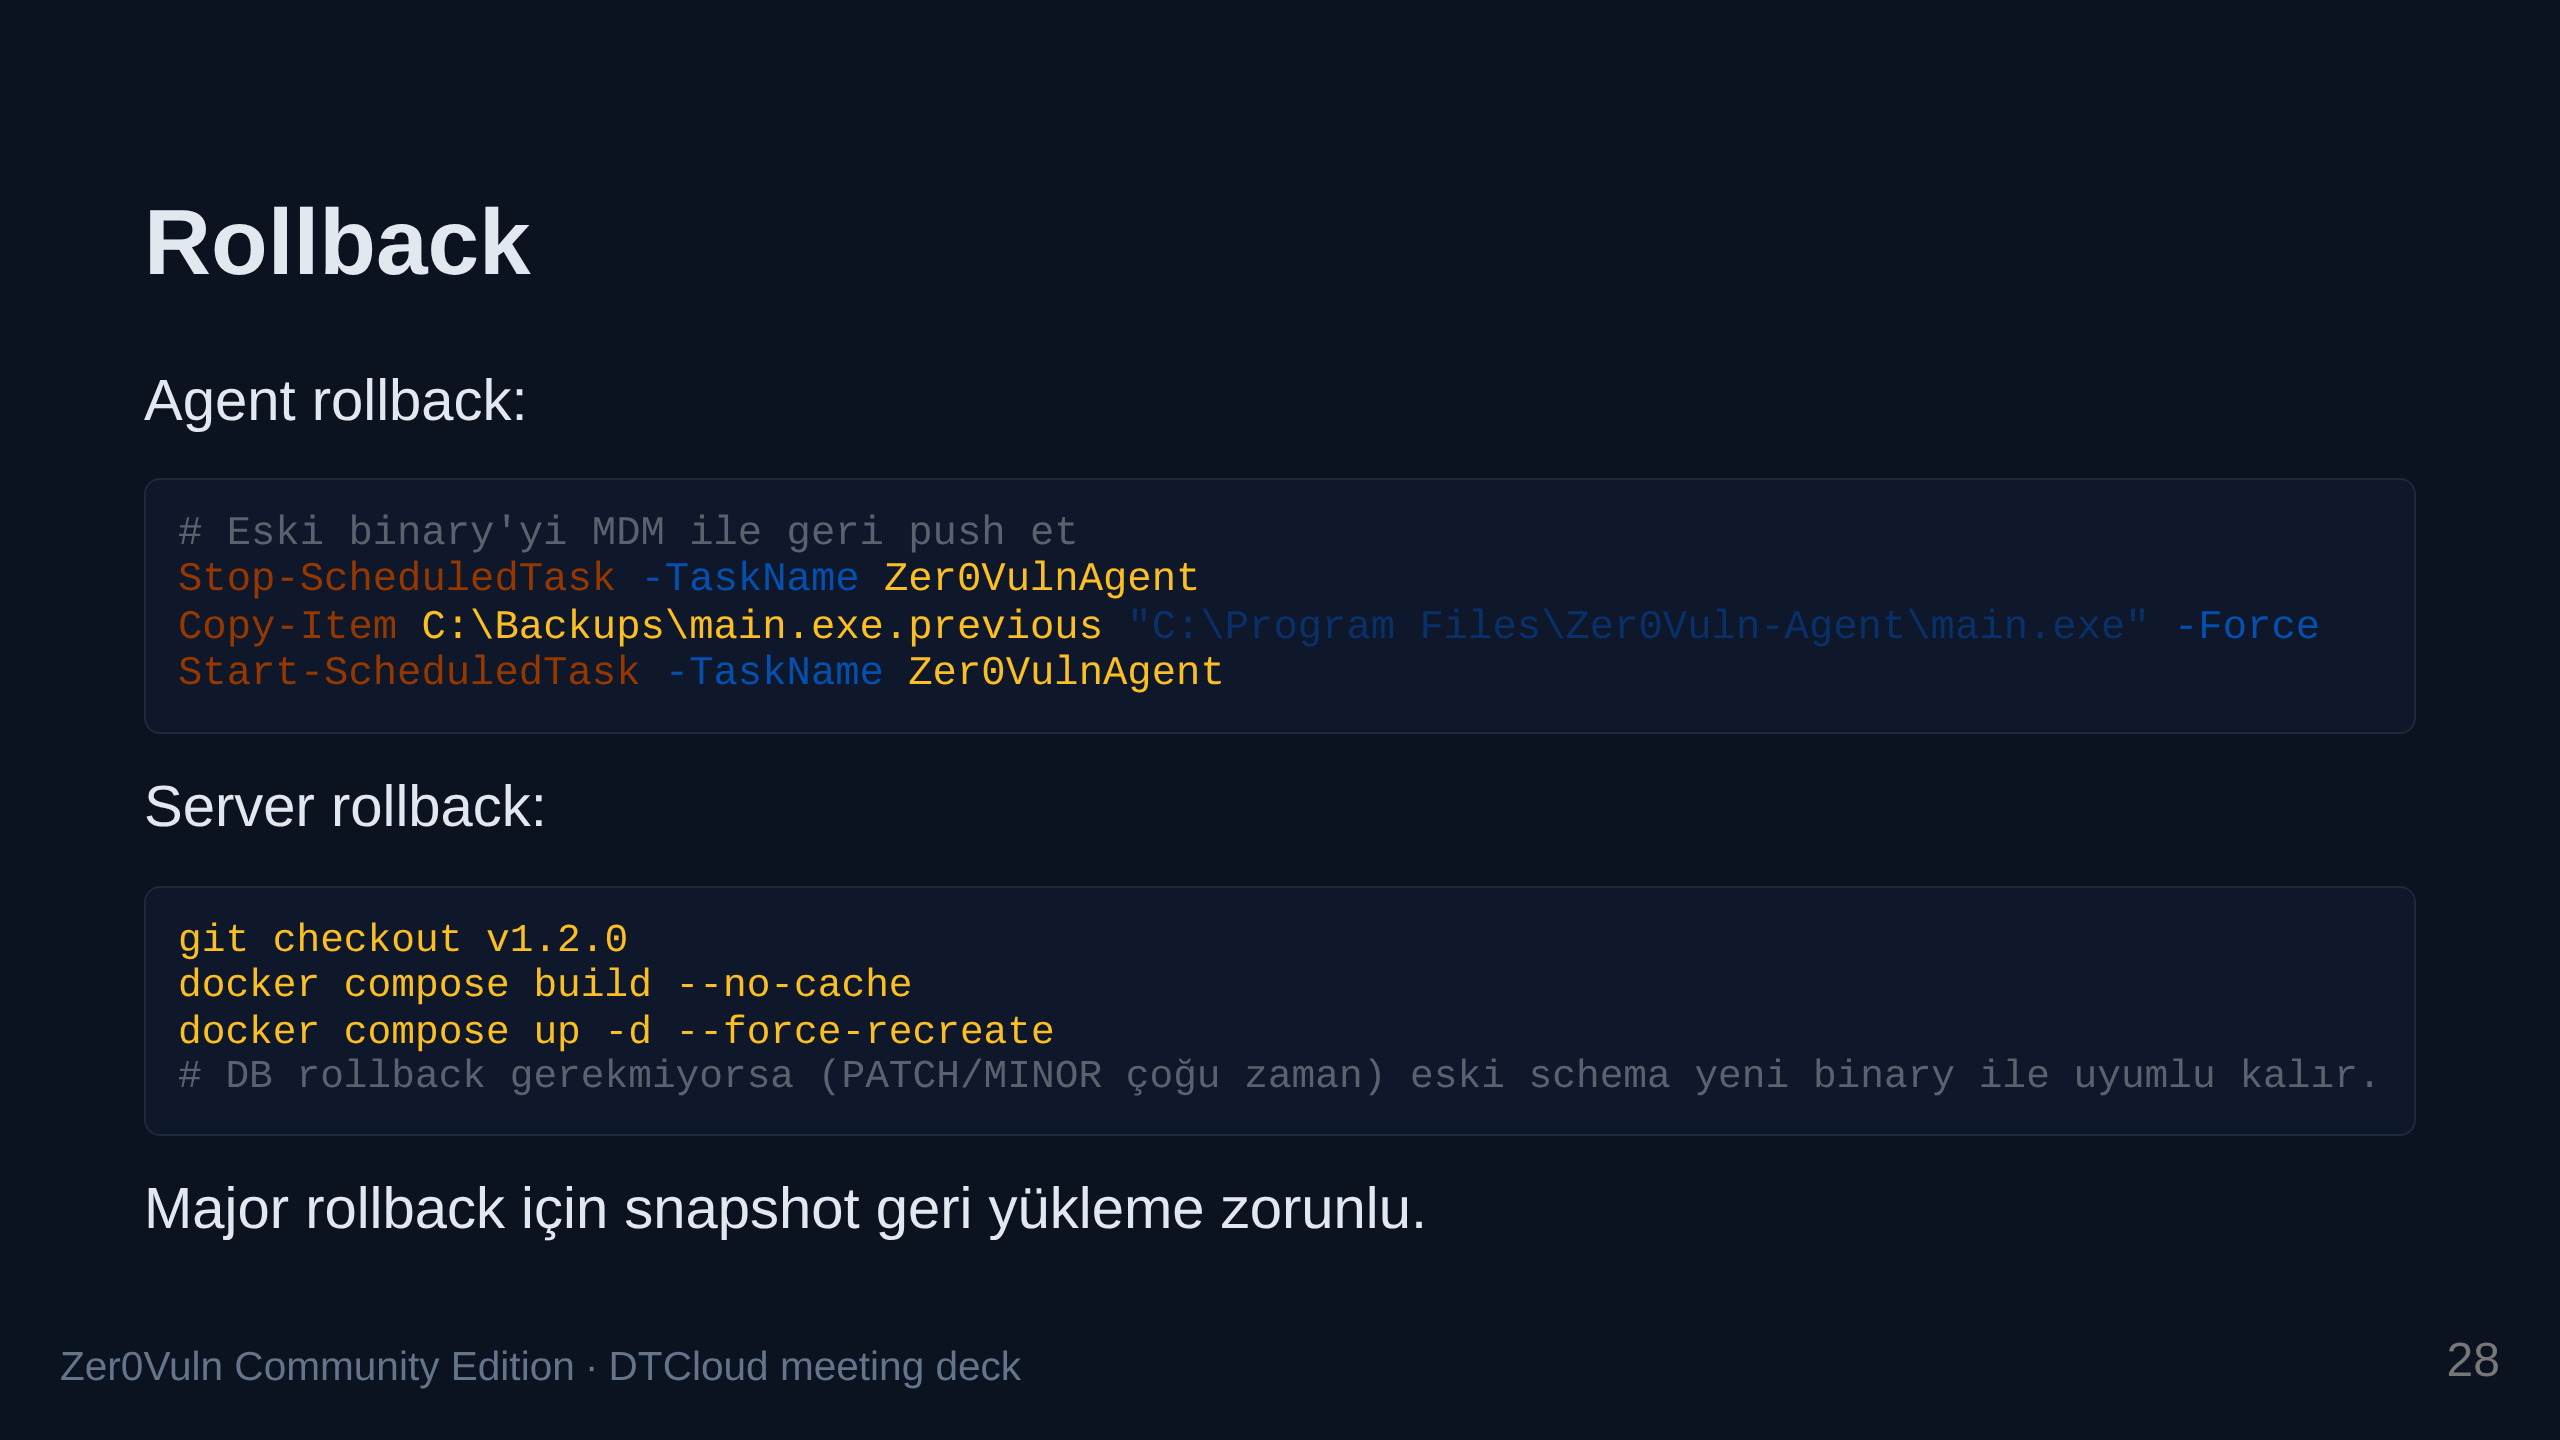 Rollback
Agent rollback:
# Eski binary'yi MDM ile geri push et
Stop-ScheduledTask -TaskName Zer0VulnAgent
Copy-Item C:\Backups\main.exe.previous "C:\Program Files\Zer0Vuln-Agent\main.exe" -Force
Start-ScheduledTask -TaskName Zer0VulnAgent
Server rollback:
git checkout v1.2.0
docker compose build --no-cache
docker compose up -d --force-recreate
# DB rollback gerekmiyorsa (PATCH/MINOR çoğu zaman) eski schema yeni binary ile uyumlu kalır.
Major rollback için snapshot geri yükleme zorunlu.
Zer0Vuln Community Edition · DTCloud meeting deck
28